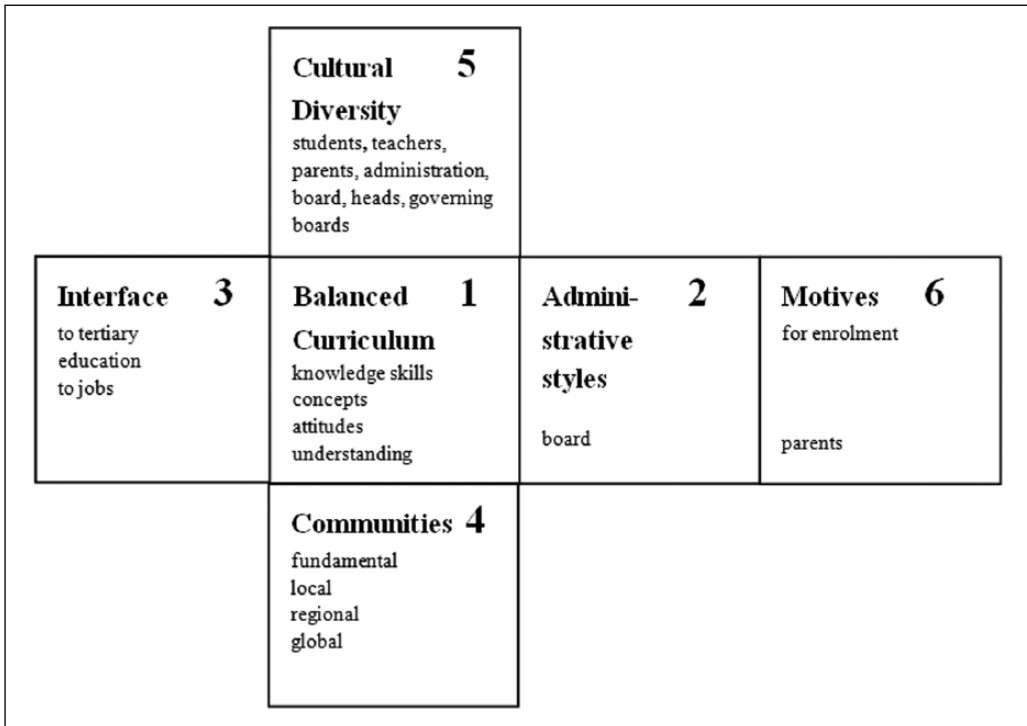 Cultural 5
Diversity
students, teachers,
parents, administration,
board, heads, governing
boards
Interface 3
to tertiary
education
to jobs
Balanced 1
Curriculum
knowledge skills
concepts
attitudes
understanding
Admini- 2
strative
styles
board
Motives 6
for enrolment
parents
Communities 4
fundamental
local
regional
global